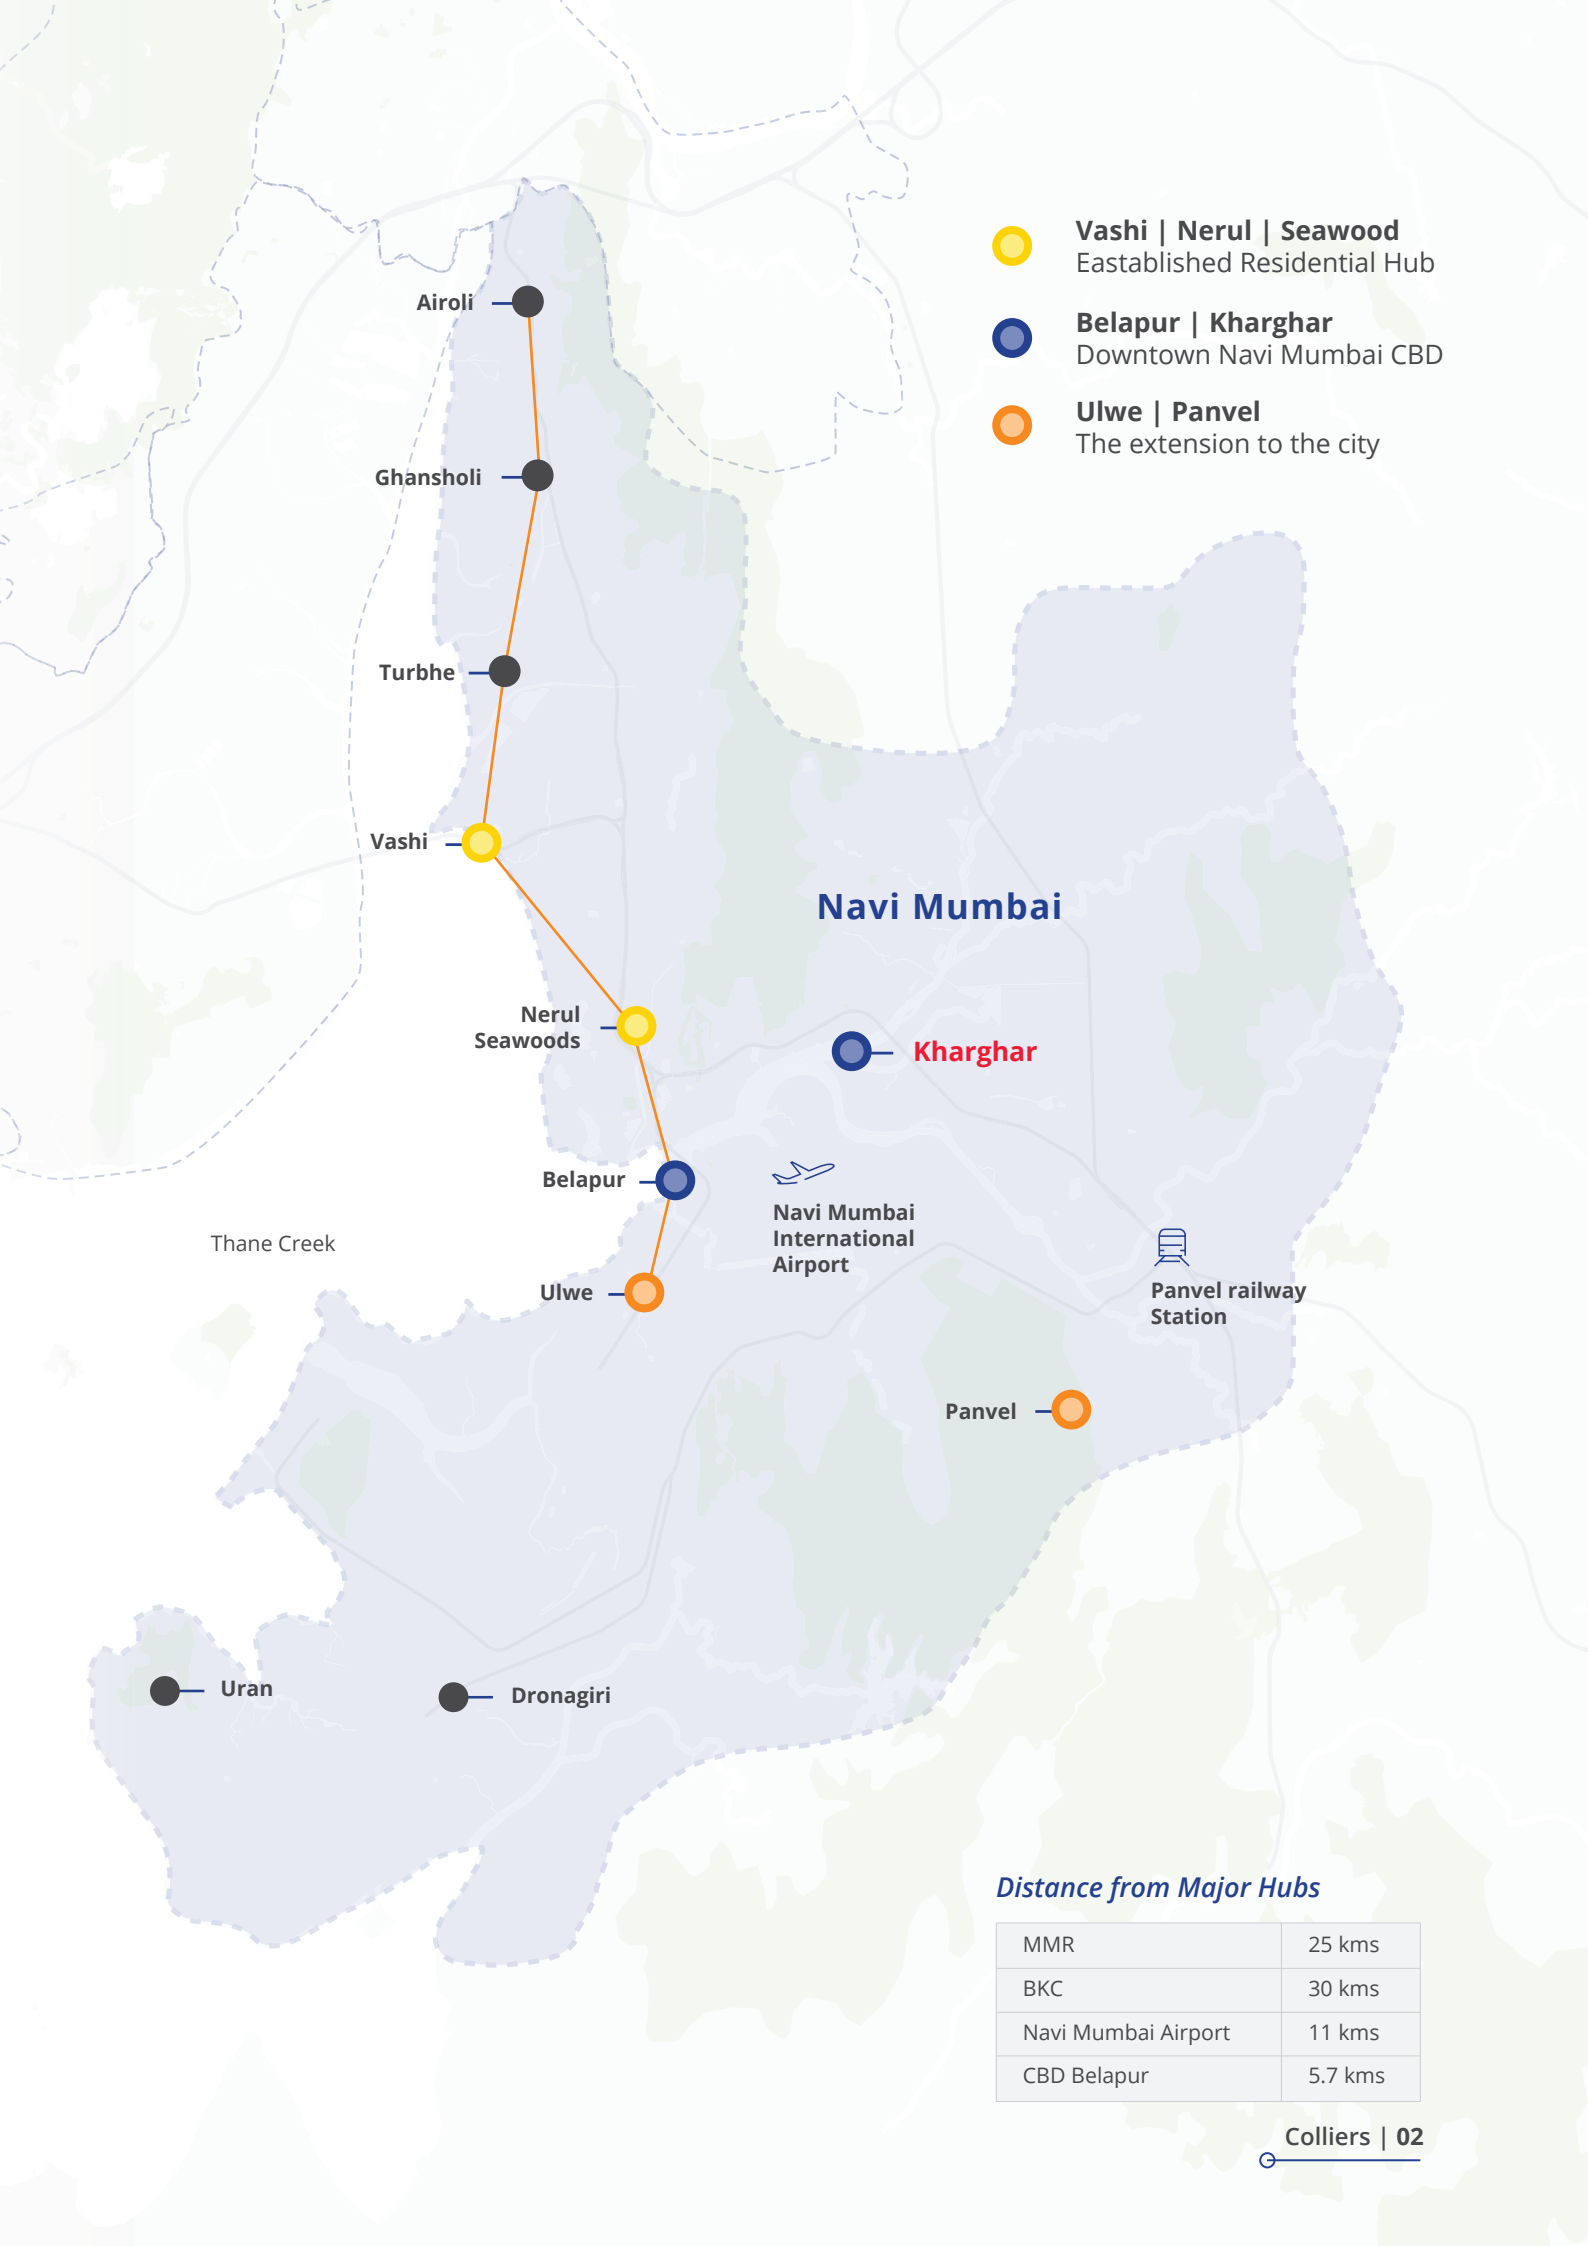 Vashi | Nerul | Seawood
Eastablished Residential Hub
Belapur | Kharghar
Downtown Navi Mumbai CBD
Ulwe | Panvel
The extension to the city
Airoli
Ghansholi
Turbhe
Vashi
Navi Mumbai
Nerul
Seawoods
Kharghar
Belapur
Navi Mumbai
International
Airport
Thane Creek
Ulwe
Panvel railway
Station
Panvel
Uran
Dronagiri
Distance from Major Hubs
MMR 25 kms
BKC 30 kms
Navi Mumbai Airport 11 kms
CBD Belapur 5.7 kms
Colliers | 02